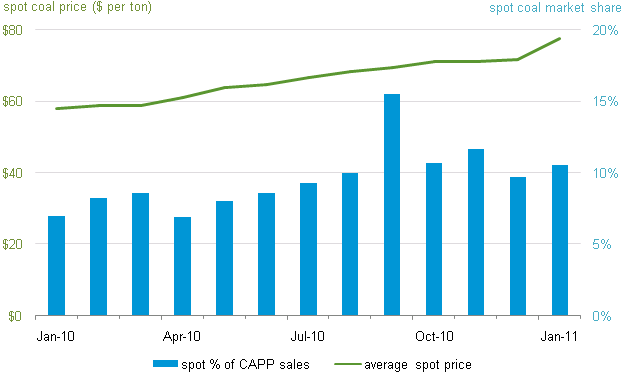 spot coal price ($ per ton) spot coal market share
$80 20%
$60 15%
$40 10%
$20 5%
$0 0%
Jan-10 Apr-10 Jul-10 Oct-10 Jan-11
spot % of CAPP sales average spot price